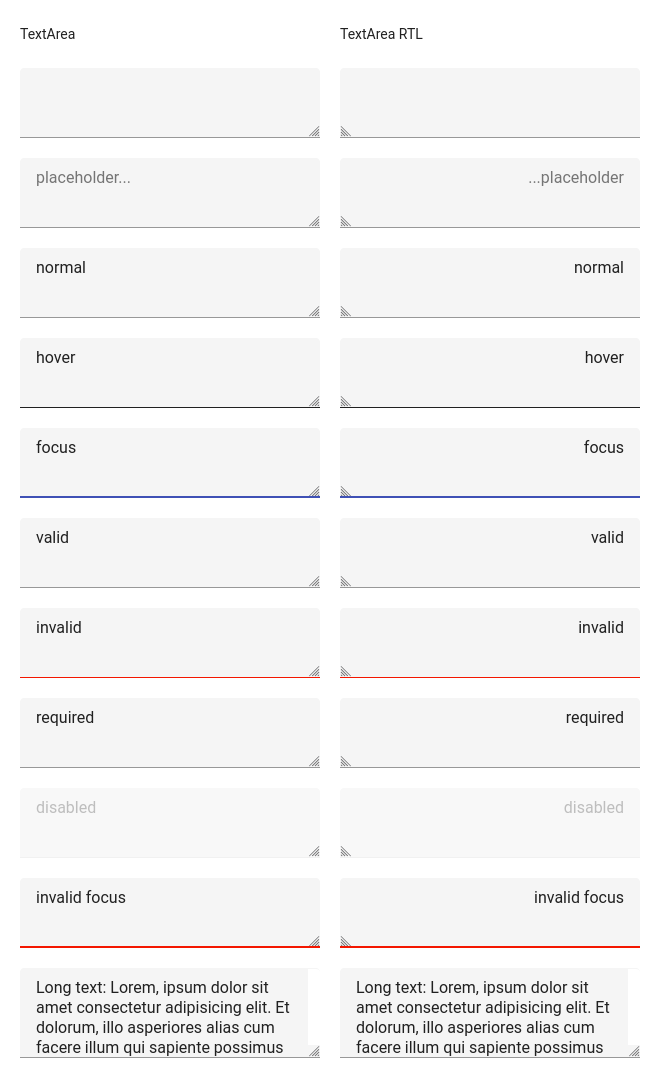 TextArea
TextArea RTL
placeholder...
...placeholder
normal
normal
hover
hover
focus
focus
valid
valid
invalid
invalid
required
required
disabled
disabled
invalid focus
invalid focus
Long text: Lorem, ipsum dolor sit
amet consectetur adipisicing elit. Et
dolorum, illo asperiores alias cum
facere illum qui sapiente possimus
Long text: Lorem, ipsum dolor sit
amet consectetur adipisicing elit. Et
dolorum, illo asperiores alias cum
facere illum qui sapiente possimus